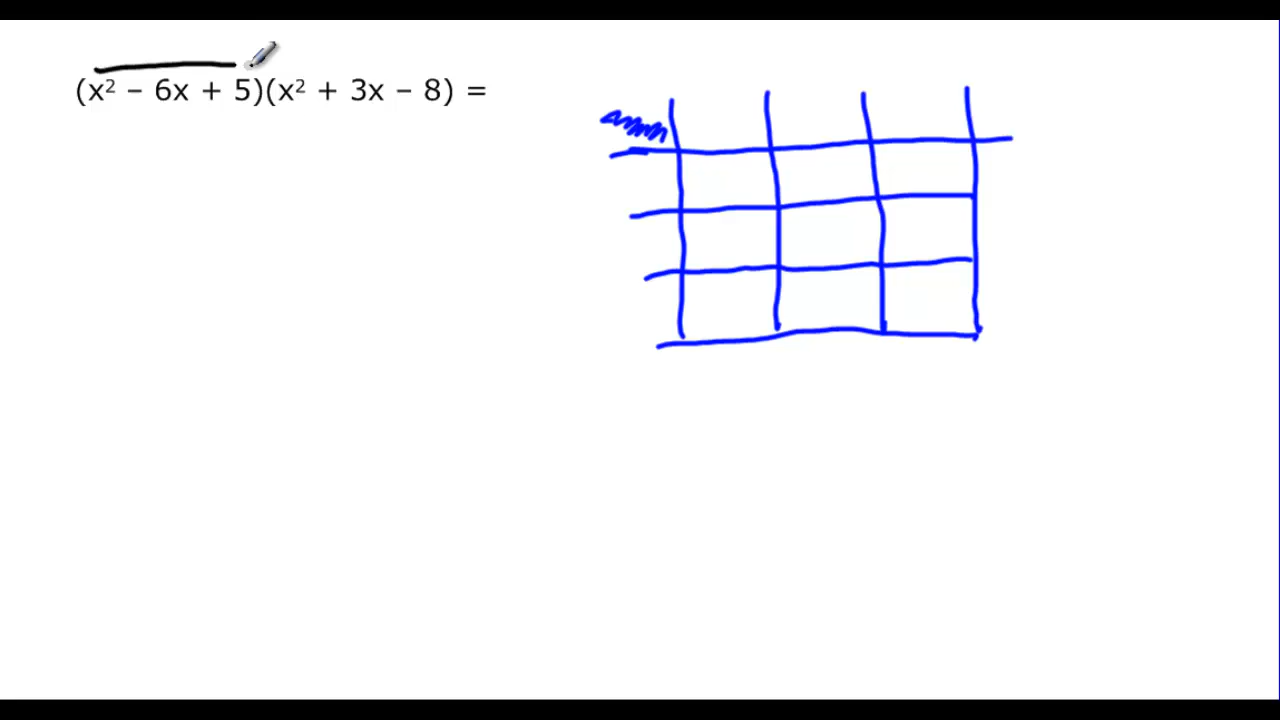 (x² – 6x + 5)(x² + 3x – 8) =